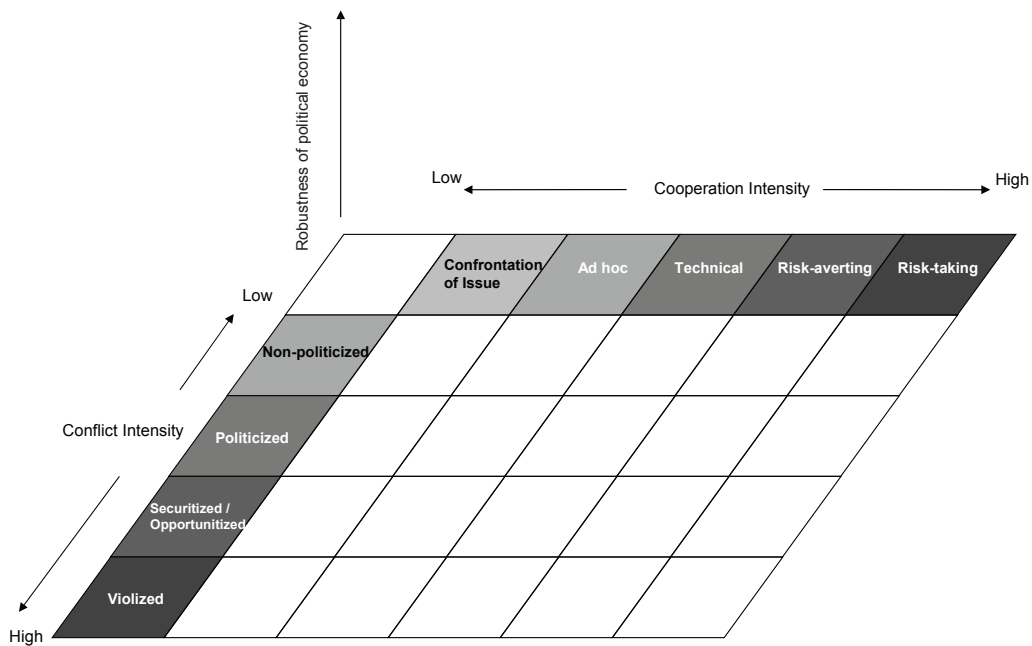 Robustness of political economy
Low
Cooperation Intensity
High
Confrontation
of Issue
Ad hoc
Technical
Risk-averting
Risk-taking
Low
Non-politicized
Conflict Intensity
Politicized
Securitized /
Opportunitized
Violized
High